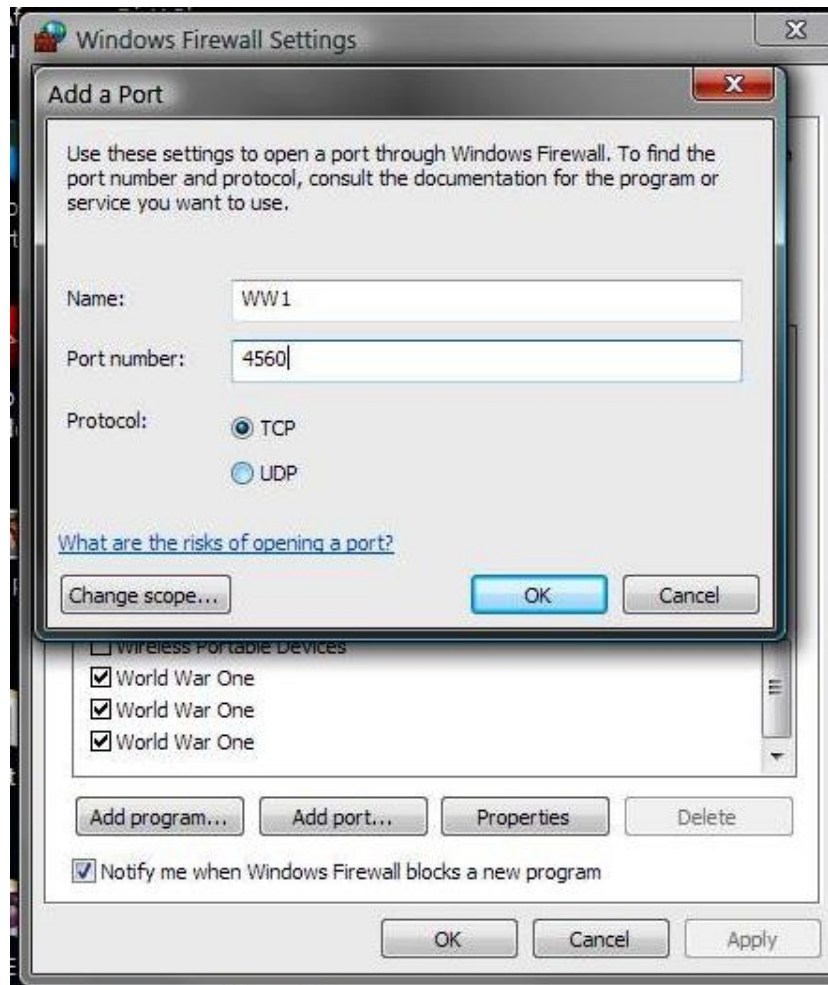 Windows Firewall Settings
Add a Port
Use these settings to open a port through Windows Firewall. To find the
port number and protocol, consult the documentation for the program or
service you want to use.
Name: WW1
Port number: 4560
Protocol: TCP
UDP
What are the risks of opening a port?
Change scope... OK Cancel
Wireless Portable Devices
World War One
World War One
World War One
Add program... Add port... Properties Delete
Notify me when Windows Firewall blocks a new program
OK Cancel Apply